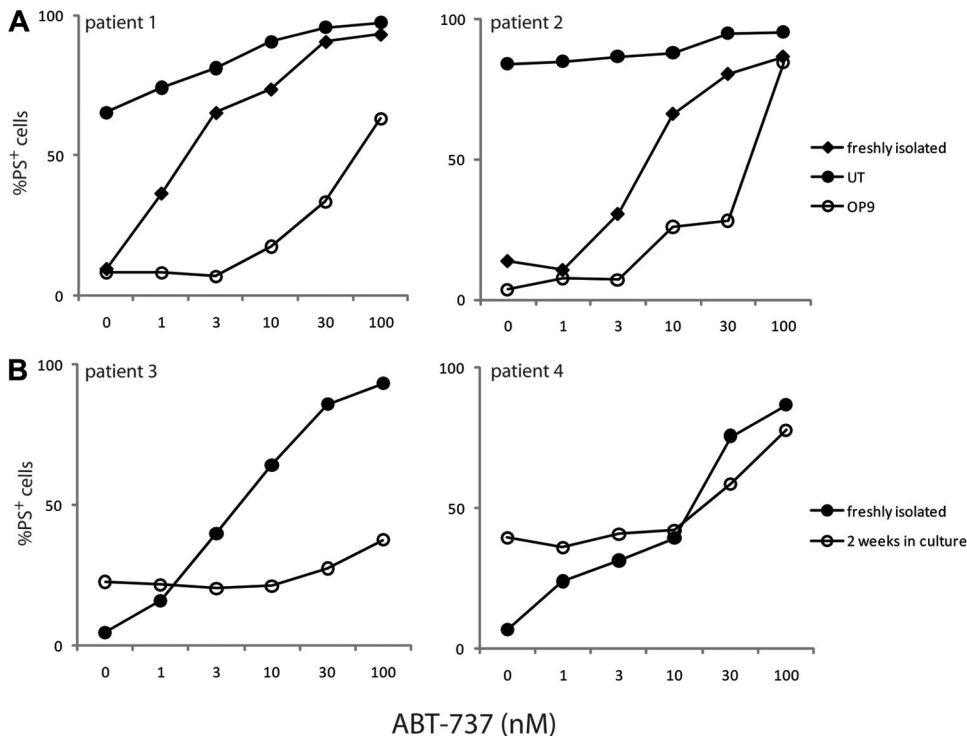 A
patient 1
100
50
0
%PS+ cells
0 1 3 10 30 100
patient 2
100
50
0
0 1 3 10 30 100
freshly isolated
UT
OP9
B
patient 3
100
50
0
%PS+ cells
0 1 3 10 30 100
patient 4
100
50
0
0 1 3 10 30 100
freshly isolated
2 weeks in culture
ABT-737 (nM)